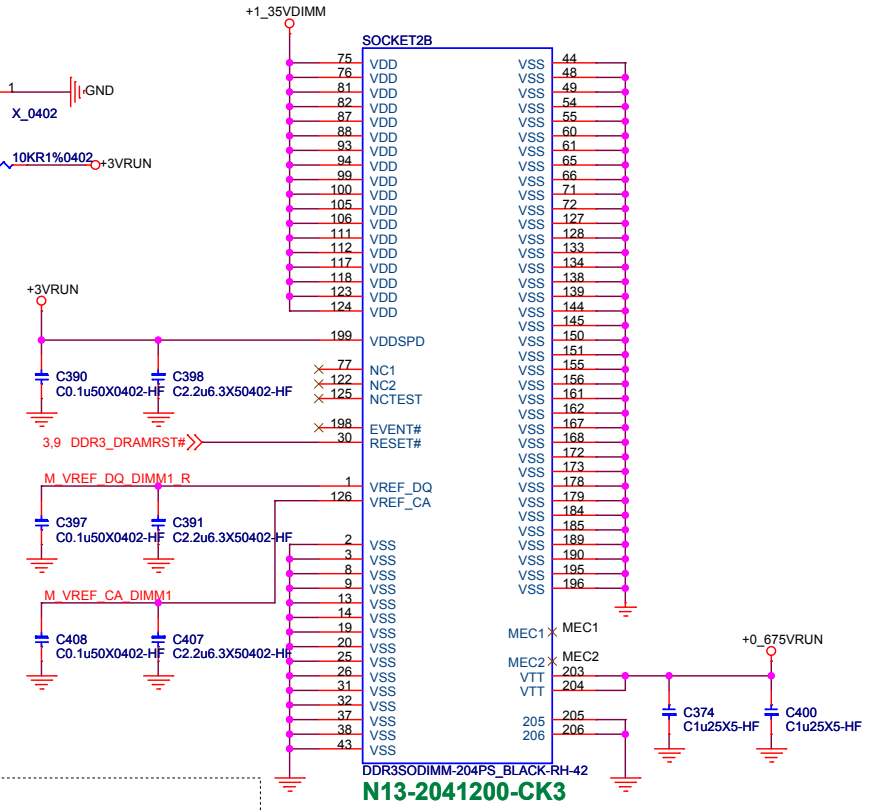 +1_35VDIMM
SOCKET2B
1
GND
X_0402
10KR1%0402
+3VRUN
75 VDD VSS 44
76 VDD VSS 48
81 VDD VSS 49
82 VDD VSS 54
87 VDD VSS 55
88 VDD VSS 60
93 VDD VSS 61
94 VDD VSS 65
99 VDD VSS 66
100 VDD VSS 71
105 VDD VSS 72
106 VDD VSS 127
111 VDD VSS 128
112 VDD VSS 133
117 VDD VSS 134
118 VDD VSS 138
123 VDD VSS 139
124 VDD VSS 144
VSS 145
+3VRUN
199 VDDSPD VSS 150
VSS 151
77 NC1 VSS 155
122 NC2 VSS 156
125 NCTEST VSS 161
VSS 162
198 EVENT# VSS 167
3,9 DDR3_DRAMRST# 30 RESET# VSS 168
VSS 172
VSS 173
C390
C0.1u50X0402-HF
C398
C2.2u6.3X50402-HF
M_VREF_DQ_DIMM1_R 1 VREF_DQ VSS 178
126 VREF_CA VSS 179
VSS 184
VSS 185
C397
C0.1u50X0402-HF
C391
C2.2u6.3X50402-HF
2 VSS VSS 189
3 VSS VSS 190
8 VSS VSS 195
9 VSS VSS 196
M_VREF_CA_DIMM1
13 VSS
14 VSS
19 VSS MEC1 MEC1
20 VSS
25 VSS MEC2 MEC2
26 VSS VTT 203
31 VSS VTT 204
32 VSS
37 VSS 205 205
38 VSS 206 206
43 VSS
C408
C0.1u50X0402-HF
C407
C2.2u6.3X50402-HF
+0_675VRUN
C374
C1u25X5-HF
C400
C1u25X5-HF
DDR3SODIMM-204PS_BLACK-RH-42
N13-2041200-CK3